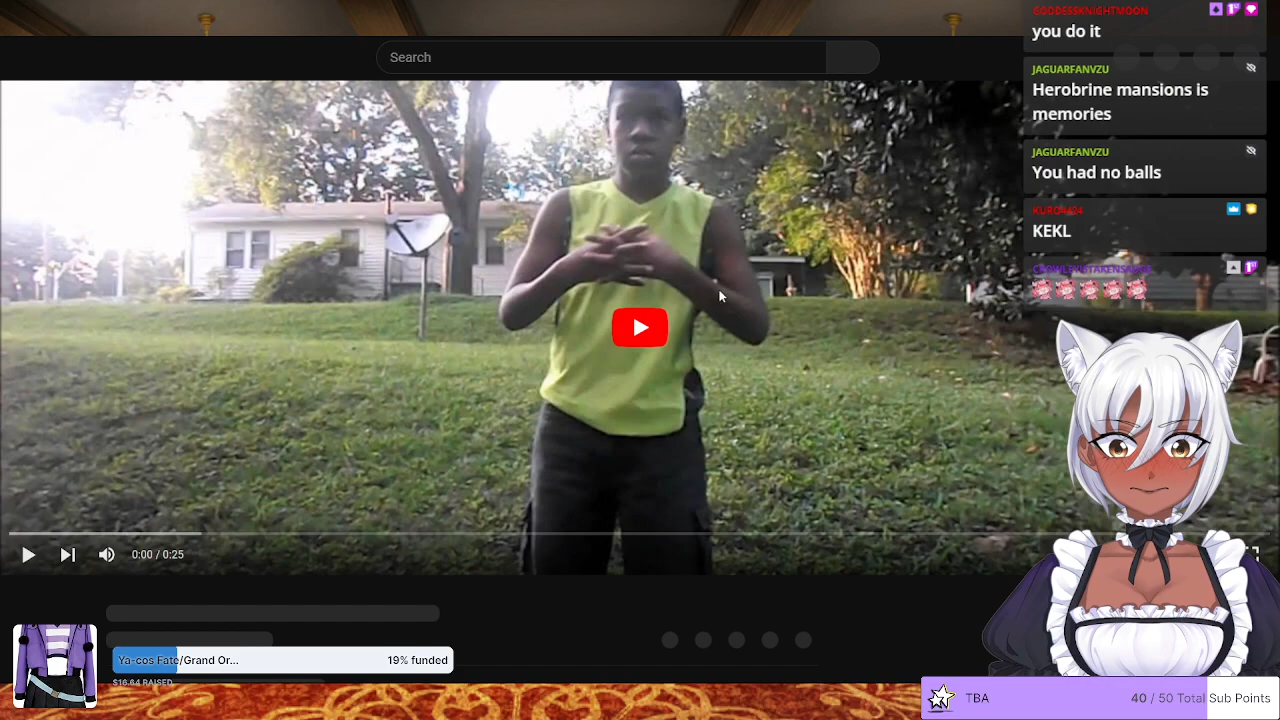 Search
GODDESSKNIGHTMOON
you do it
JAGUARFANVZU
Herobrine mansions is
memories
JAGUARFANVZU
You had no balls
KEKL
0:00 / 0:25
Ya-cos Fate/Grand Or...
19% funded
$16.64 RAISED
TBA
40 / 50 Total Sub Points